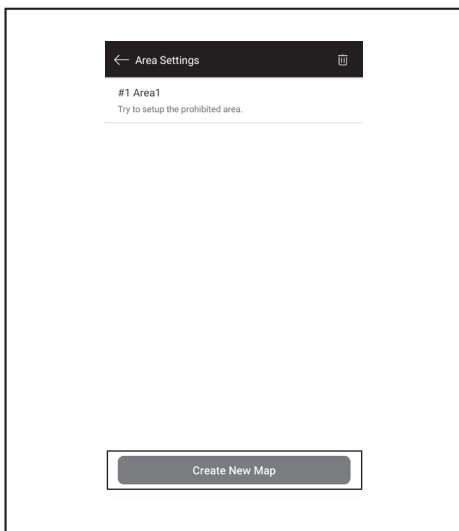 Area Settings
#1 Area1
Try to setup the prohibited area.
Create New Map